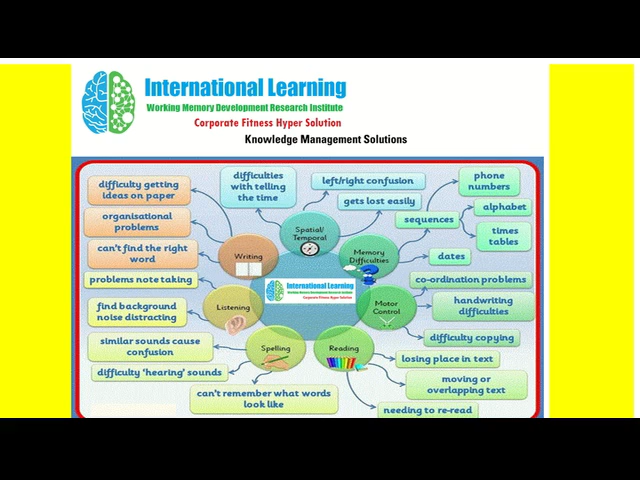 International Learning
Working Memory Development Research Institute
Corporate Fitness Hyper Solution
Knowledge Management Solutions
difficulty getting
ideas on paper
organisational
problems
can't find the right
word
Writing
difficulties
with telling
the time
left/right confusion
gets lost easily
Spatial/
Temporal
phone
numbers
alphabet
times
tables
sequences
dates
Memory
Difficulties
problems note taking
find background
noise distracting
Listening
International Learning
Working Memory Development Research Institute
Corporate Fitness Hyper Solution
co-ordination problems
handwriting
difficulties
difficulty copying
Motor
Control
similar sounds cause
confusion
difficulty 'hearing' sounds
can't remember what words
look like
Spelling
Reading
losing place in text
moving or
overlapping text
needing to re-read